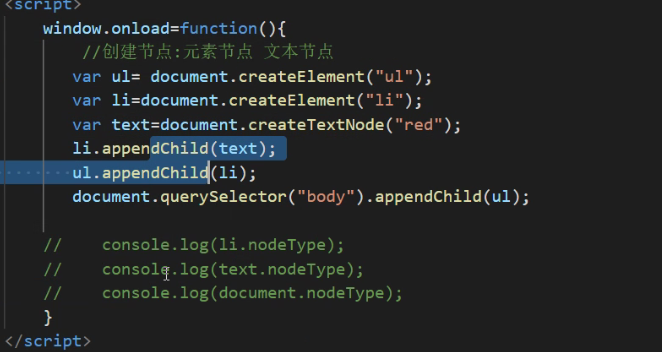 <script>
window.onload=function(){
//创建节点:元素节点 文本节点
var ul= document.createElement("ul");
var li=document.createElement("li");
var text=document.createTextNode("red");
li.appendChild(text);
ul.appendChild(li);
document.querySelector("body").appendChild(ul);
// console.log(li.nodeType);
// console.log(text.nodeType);
// console.log(document.nodeType);
}
</script>